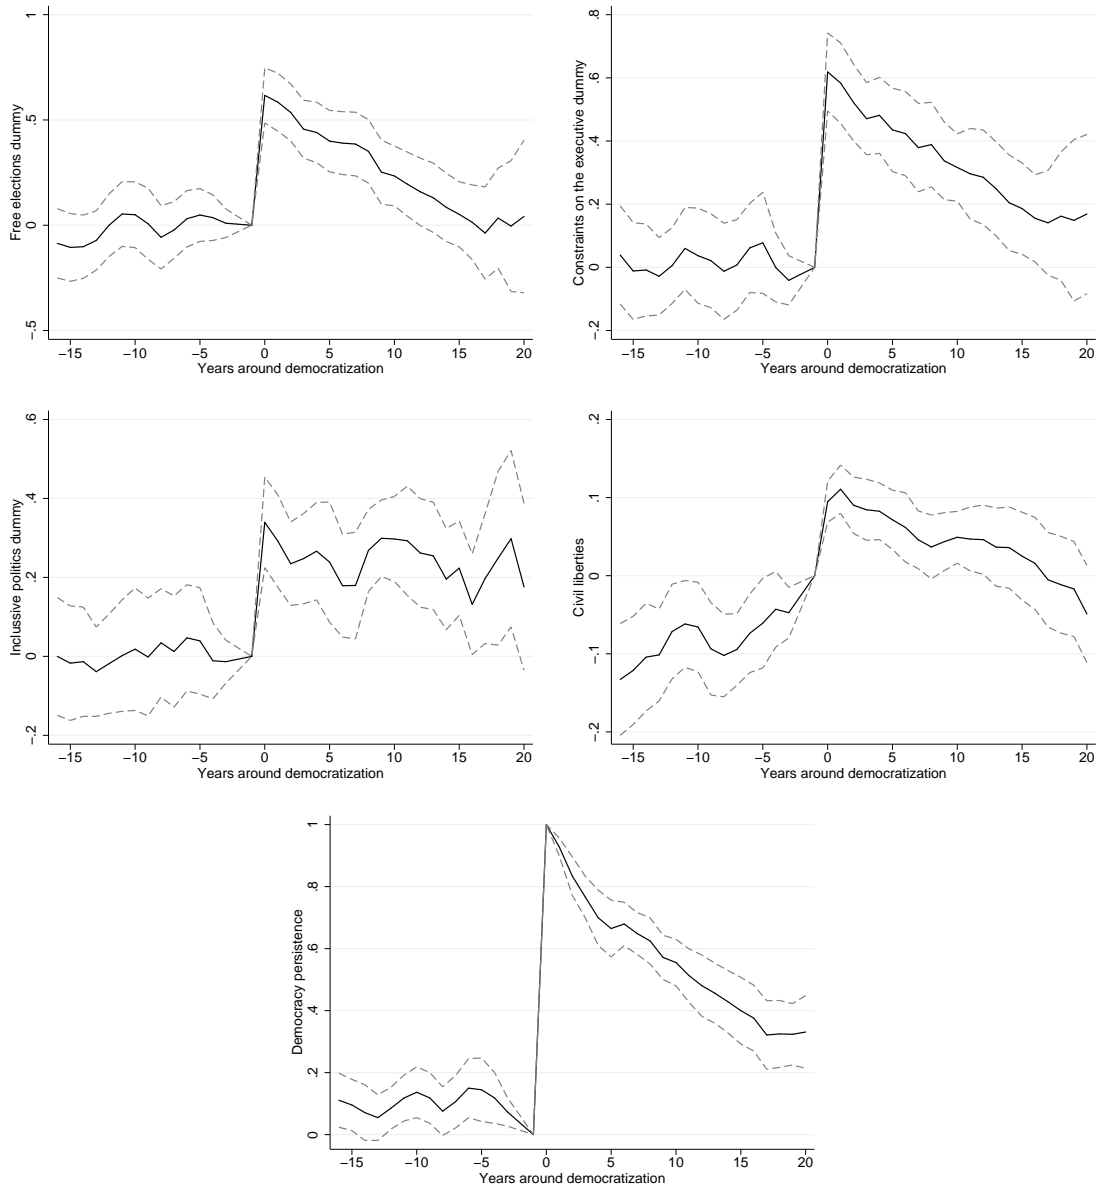 Free elections dummy
1
.5
0
−.5
−15 −10 −5 0 5 10 15 20
Years around democratization
Constraints on the executive dummy
.8
.6
.4
.2
0
−.2
−15 −10 −5 0 5 10 15 20
Years around democratization
Inclussive politics dummy
.6
.4
.2
0
−.2
−15 −10 −5 0 5 10 15 20
Years around democratization
Civil liberties
.2
.1
0
−.1
−.2
−15 −10 −5 0 5 10 15 20
Years around democratization
Democracy persistence
1
.8
.6
.4
.2
0
−15 −10 −5 0 5 10 15 20
Years around democratization